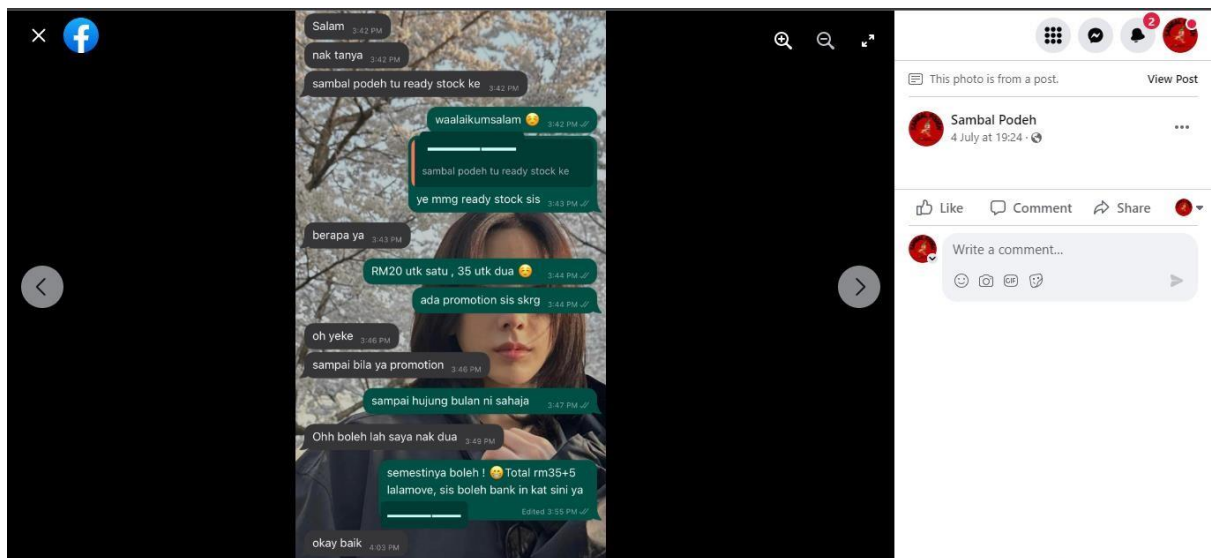 Salam 3:42 PM
nak tanya 3:42 PM
sambal podeh tu ready stock ke 3:42 PM
waalaikumsalam 😊 3:42 PM
sambal podeh tu ready stock ke
ye mmg ready stock sis 3:43 PM
berapa ya 3:43 PM
RM20 utk satu , 35 utk dua 😊 3:44 PM
ada promotion sis skrg 3:44 PM
oh yeke 3:46 PM
sampai bila ya promotion 3:46 PM
sampai hujung bulan ni sahaja 3:47 PM
Ohh boleh lah saya nak dua 3:49 PM
semestinya boleh ! 😁Total rm35+5
lalamove, sis boleh bank in kat sini ya
Edited 3:55 PM
okay baik 4:03 PM
2
This photo is from a post. View Post
Sambal Podeh
4 July at 19:24
Like Comment Share
Write a comment...
GIF